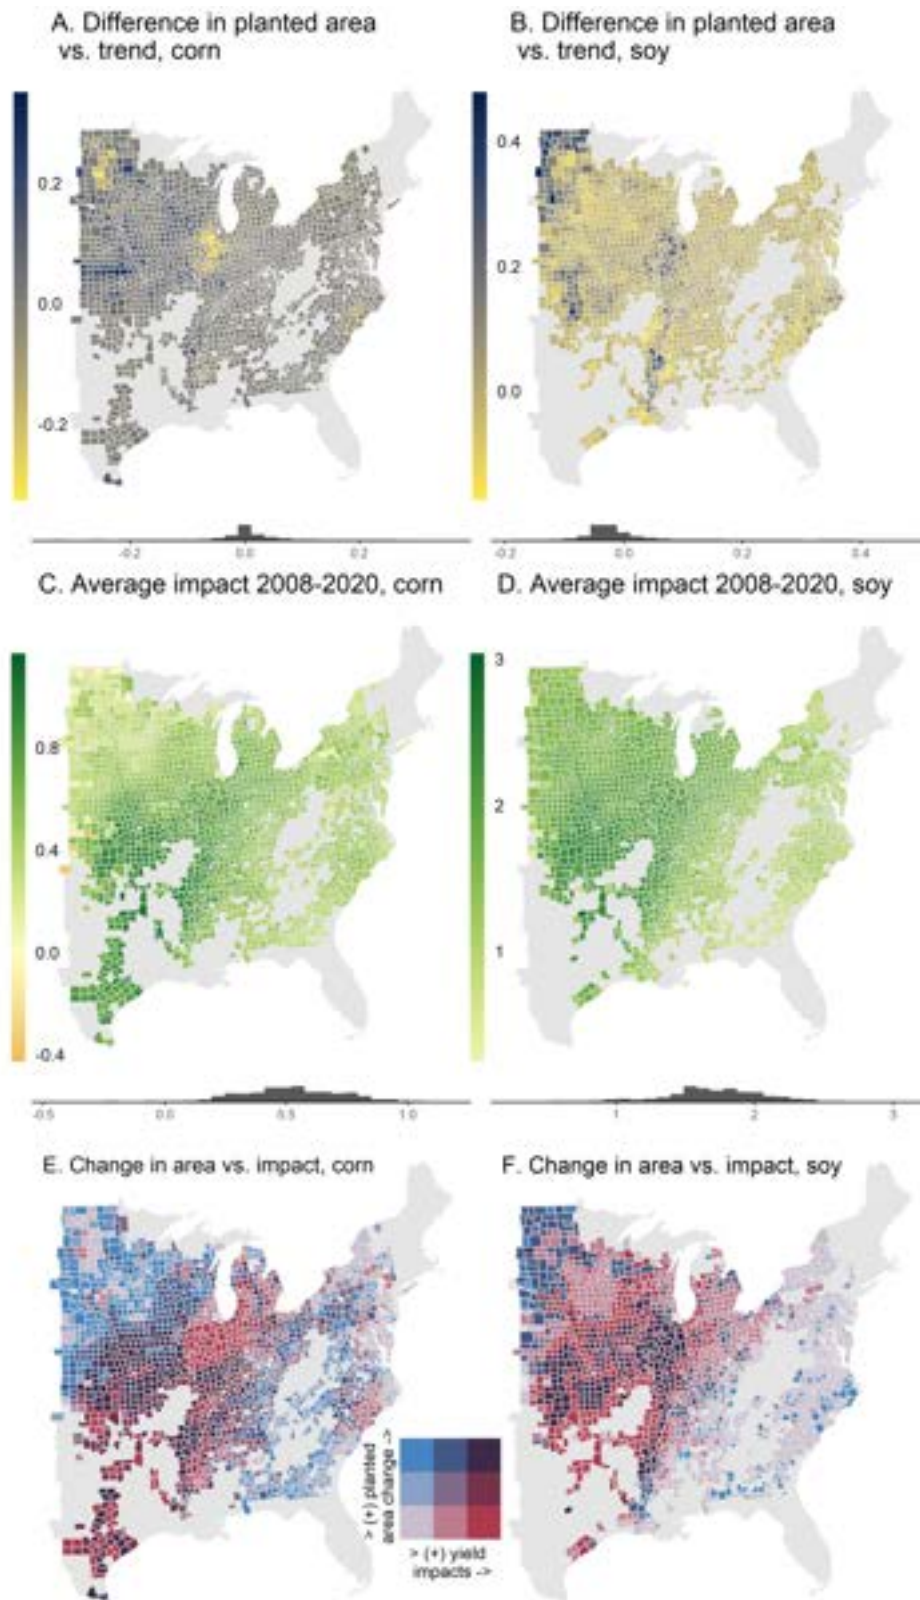 A. Difference in planted area
vs. trend, corn
B. Difference in planted area
vs. trend, soy
0.2
0.0
-0.2
0.4
0.2
0.0
-0.2 0.0 0.2
-0.2 0.0 0.2 0.4
C. Average impact 2008-2020, corn
D. Average impact 2008-2020, soy
0.8
0.4
0.0
-0.4
3
2
1
-0.5 0.0 0.5 1.0
1 2 3
E. Change in area vs. impact, corn
F. Change in area vs. impact, soy
> (+) planted
area change ->
> (+) yield
impacts ->